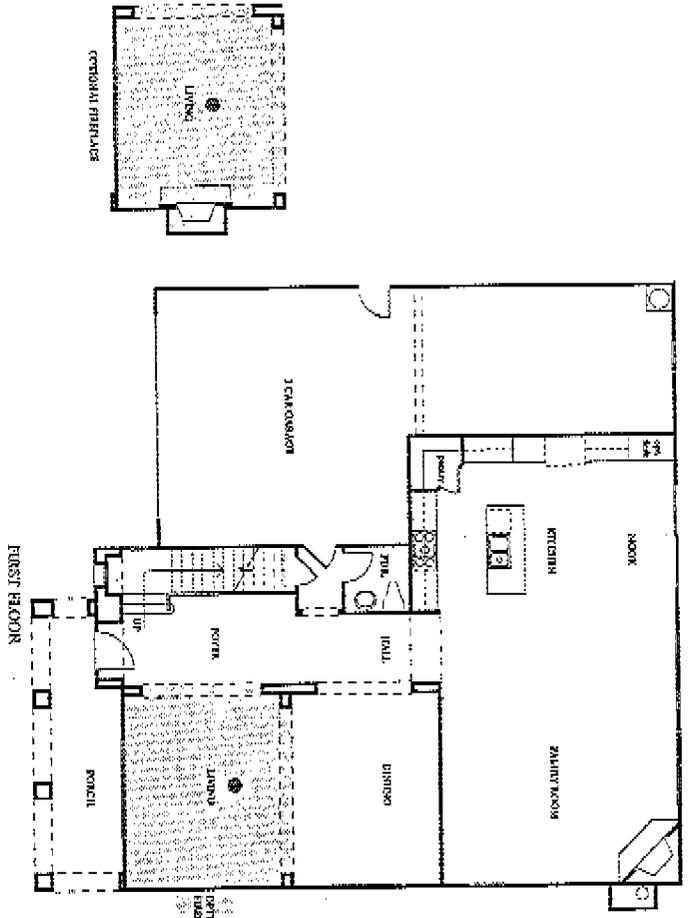 LIVING
OPTIONAL FIREPLACE
3 CAR GARAGE
PANTRY
KITCHEN
NOOK
PDR.
UP
FOYER
HALL
FAMILY ROOM
LIVING
DINING
PORCH
FIRST FLOOR